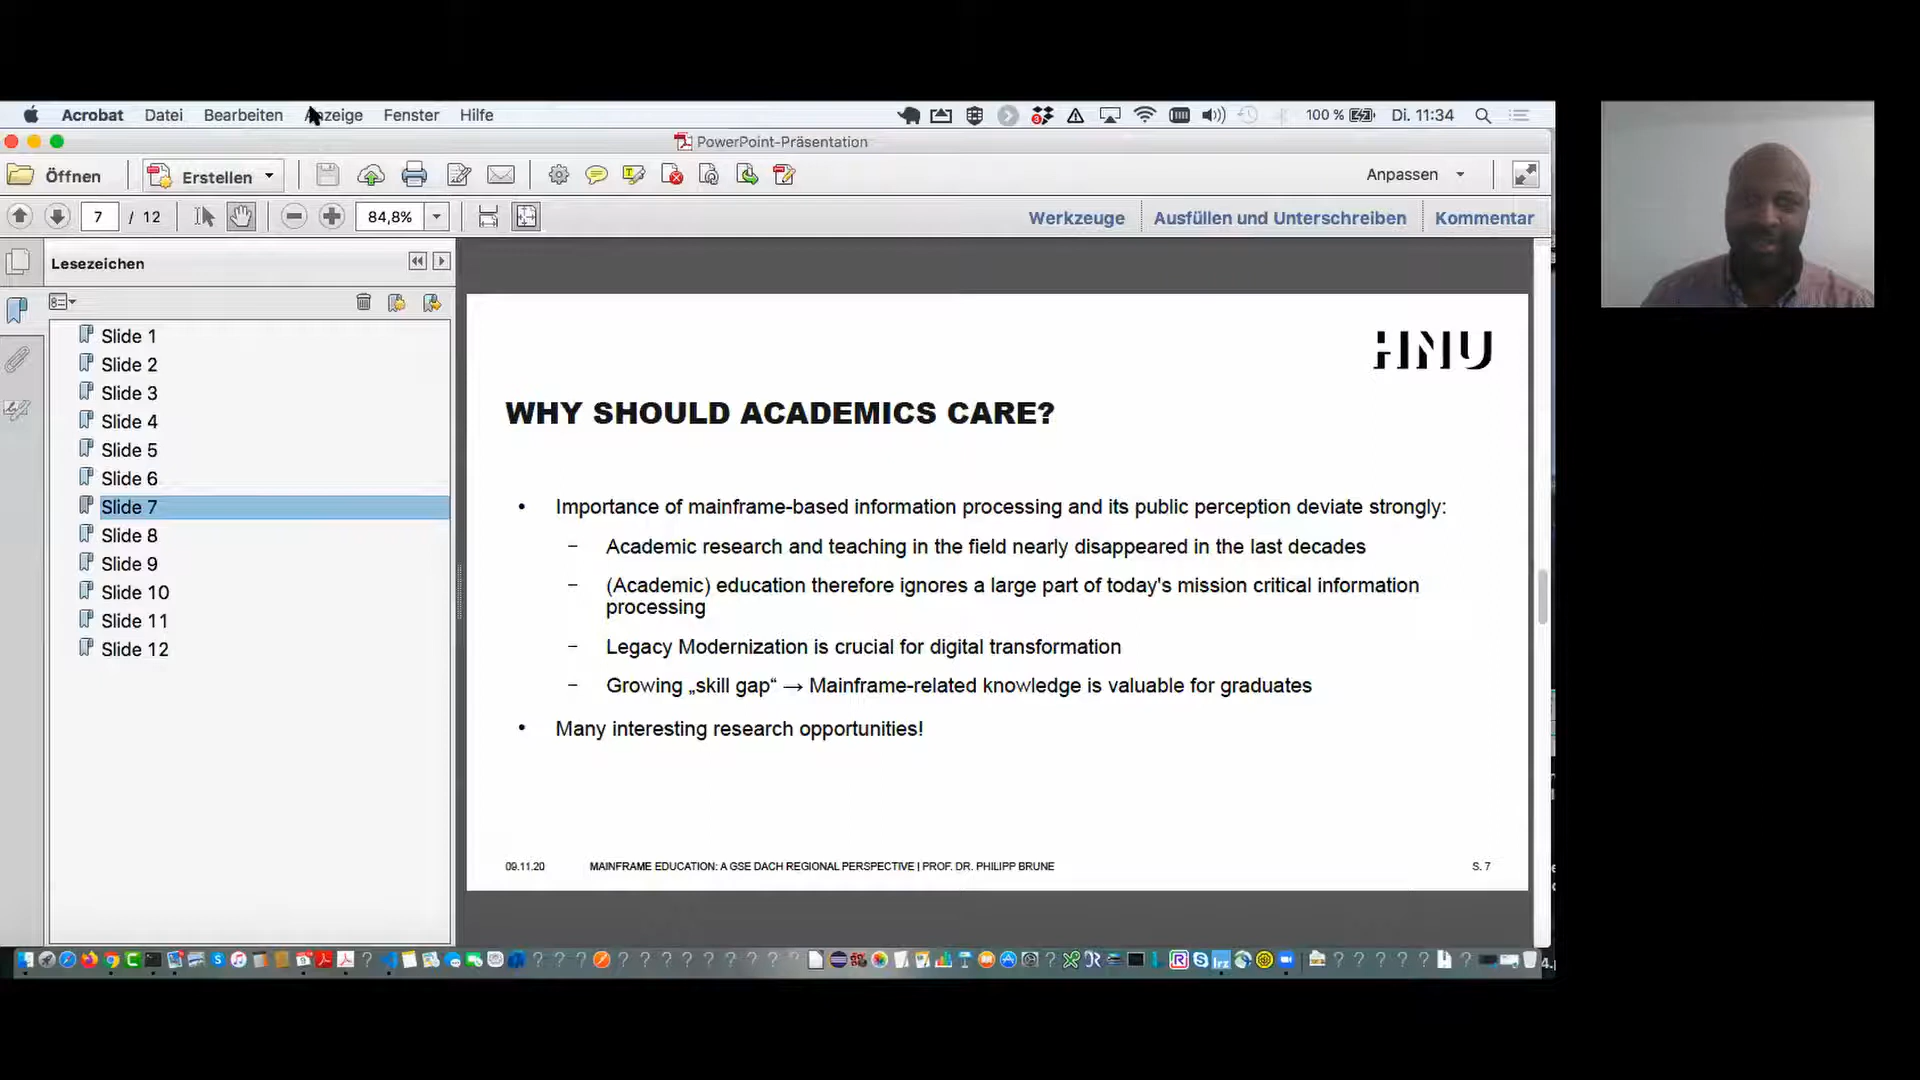 Acrobat Datei Bearbeiten Anzeige Fenster Hilfe 100 % Di. 11:34
PowerPoint-Präsentation
Öffnen Erstellen Anpassen
7 / 12 84,8% Werkzeuge Ausfüllen und Unterschreiben Kommentar
Lesezeichen
Slide 1
Slide 2
Slide 3
Slide 4
Slide 5
Slide 6
Slide 7
Slide 8
Slide 9
Slide 10
Slide 11
Slide 12
HNU
WHY SHOULD ACADEMICS CARE?
• Importance of mainframe-based information processing and its public perception deviate strongly:
– Academic research and teaching in the field nearly disappeared in the last decades
– (Academic) education therefore ignores a large part of today's mission critical information
processing
– Legacy Modernization is crucial for digital transformation
– Growing „skill gap“ → Mainframe-related knowledge is valuable for graduates
• Many interesting research opportunities!
09.11.20 MAINFRAME EDUCATION: A GSE DACH REGIONAL PERSPECTIVE | PROF. DR. PHILIPP BRUNE S. 7